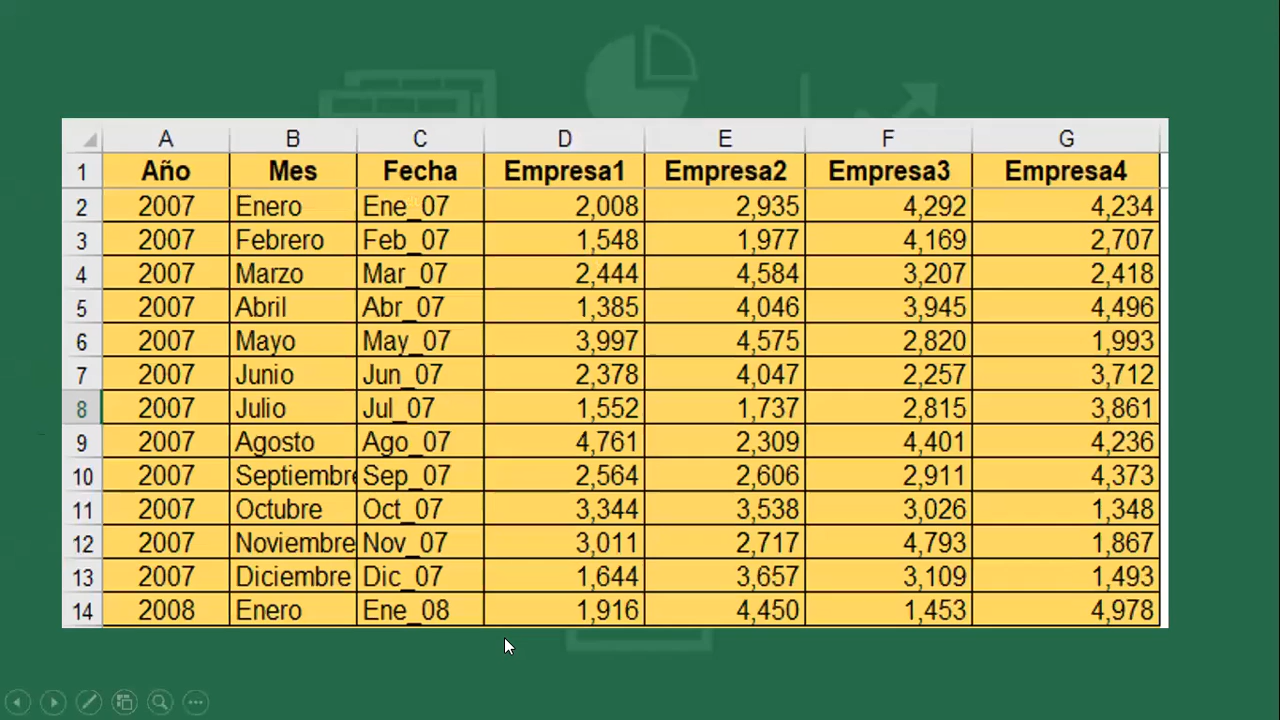 A B C D E F G
1 Año Mes Fecha Empresa1 Empresa2 Empresa3 Empresa4
2 2007 Enero Ene_07 2,008 2,935 4,292 4,234
3 2007 Febrero Feb_07 1,548 1,977 4,169 2,707
4 2007 Marzo Mar_07 2,444 4,584 3,207 2,418
5 2007 Abril Abr_07 1,385 4,046 3,945 4,496
6 2007 Mayo May_07 3,997 4,575 2,820 1,993
7 2007 Junio Jun_07 2,378 4,047 2,257 3,712
8 2007 Julio Jul_07 1,552 1,737 2,815 3,861
9 2007 Agosto Ago_07 4,761 2,309 4,401 4,236
10 2007 Septiembre Sep_07 2,564 2,606 2,911 4,373
11 2007 Octubre Oct_07 3,344 3,538 3,026 1,348
12 2007 Noviembre Nov_07 3,011 2,717 4,793 1,867
13 2007 Diciembre Dic_07 1,644 3,657 3,109 1,493
14 2008 Enero Ene_08 1,916 4,450 1,453 4,978